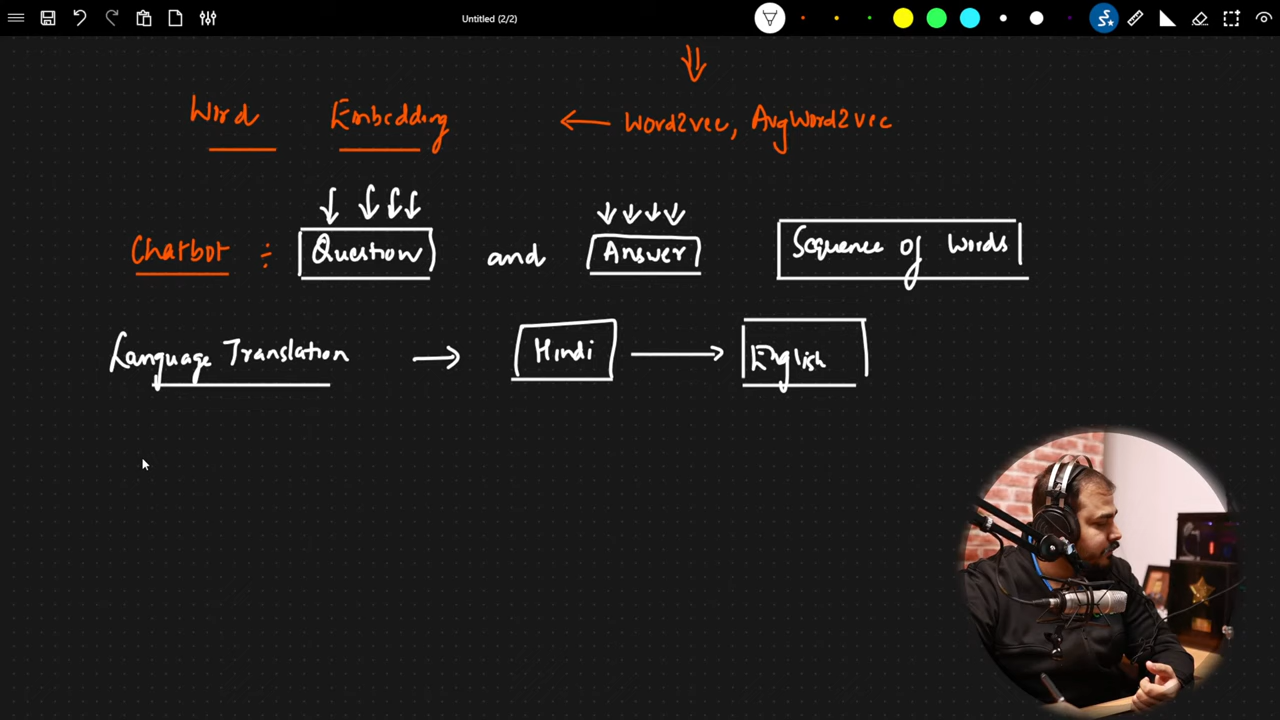 Untitled (2/2)
Word Embedding ← Word2vec, AvgWord2vec
Chatbot ÷ Question and Answer Sequence of words
Language Translation → Hindi → English